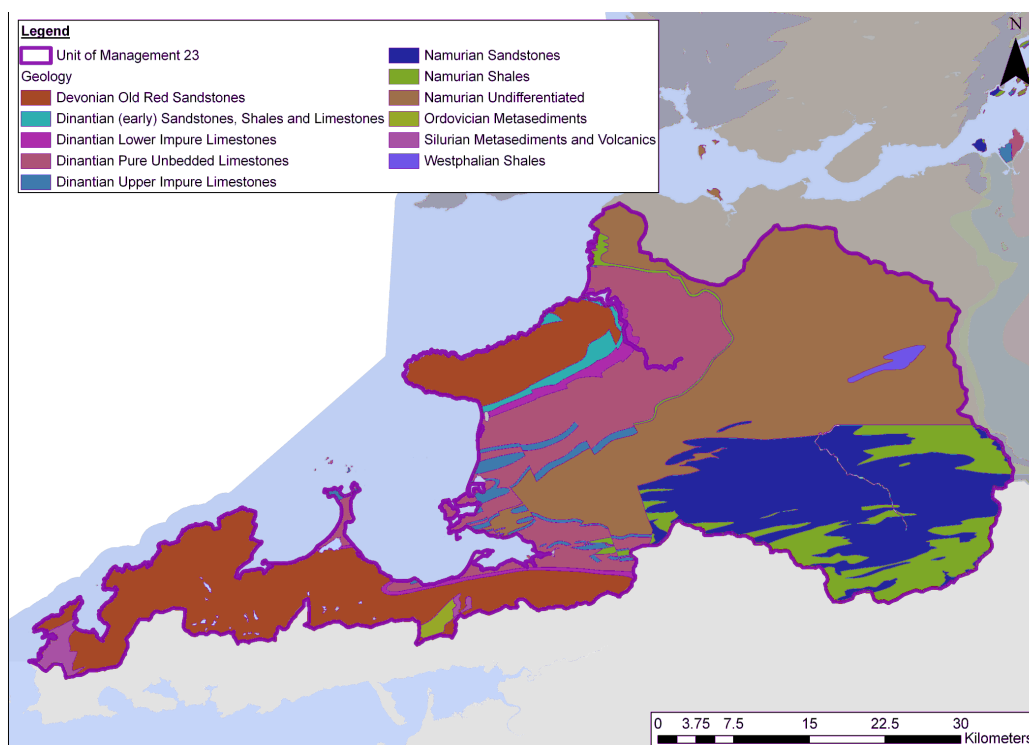 Legend
Unit of Management 23
Geology
Devonian Old Red Sandstones
Dinantian (early) Sandstones, Shales and Limestones
Dinantian Lower Impure Limestones
Dinantian Pure Unbedded Limestones
Dinantian Upper Impure Limestones
Namurian Sandstones
Namurian Shales
Namurian Undifferentiated
Ordovician Metasediments
Silurian Metasediments and Volcanics
Westphalian Shales
N
0 3.75 7.5 15 22.5 30
Kilometers